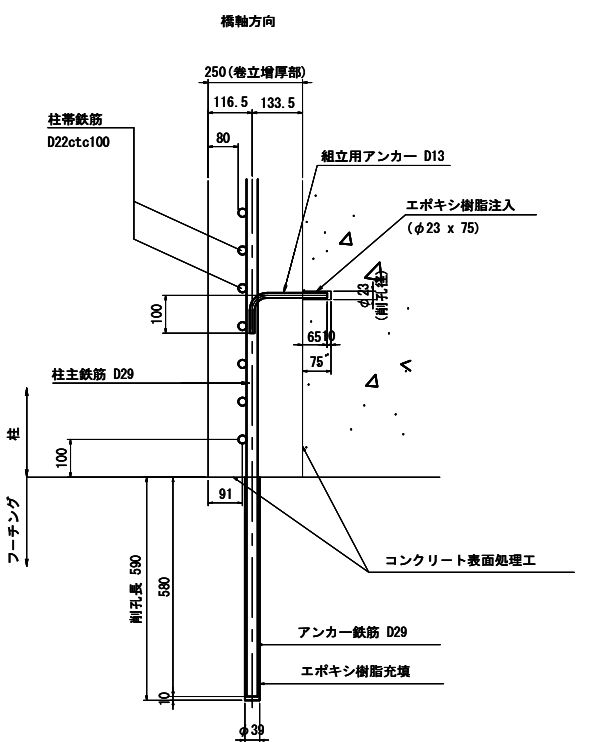 橋軸方向
250(巻立増厚部)
116.5
133.5
柱帯鉄筋
D22ctc100
80
組立用アンカー D13
エポキシ樹脂注入
(φ23 x 75)
φ23
(削孔径)
100
65
10
75
柱主鉄筋 D29
柱
100
フーチング
91
削孔長 590
580
コンクリート表面処理工
アンカー鉄筋 D29
エポキシ樹脂充填
10
φ39